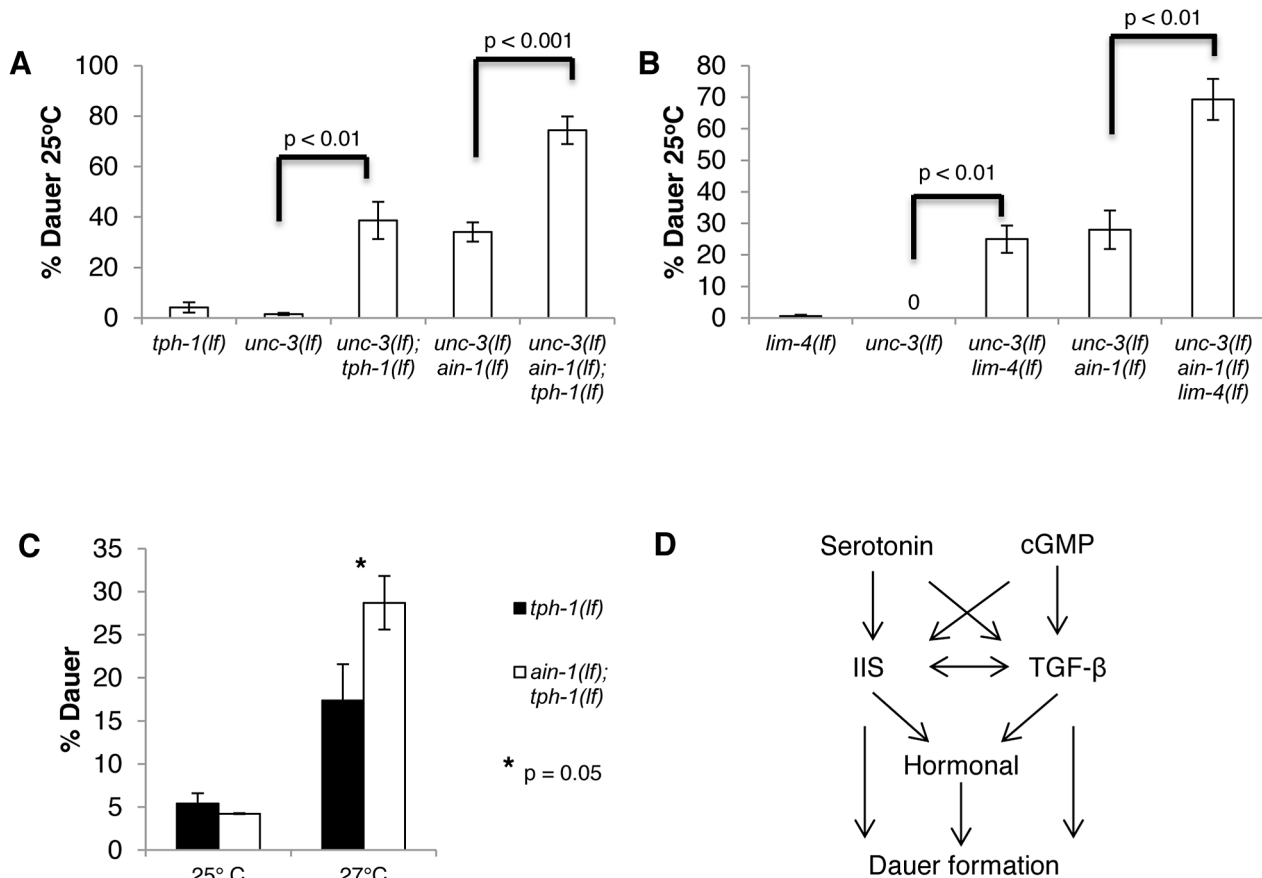 A
% Dauer 25°C
100
80
60
40
20
0
p < 0.01
p < 0.001
tph-1(lf)
unc-3(lf)
unc-3(lf);
tph-1(lf)
unc-3(lf)
ain-1(lf)
unc-3(lf)
ain-1(lf);
tph-1(lf)
B
% Dauer 25°C
80
70
60
50
40
30
20
10
0
0
p < 0.01
p < 0.01
lim-4(lf)
unc-3(lf)
unc-3(lf)
lim-4(lf)
unc-3(lf)
ain-1(lf)
unc-3(lf)
ain-1(lf)
lim-4(lf)
C
% Dauer
35
30
25
20
15
10
5
0
*
25° C
27°C
tph-1(lf)
ain-1(lf);
tph-1(lf)
* p = 0.05
D
Serotonin cGMP
IIS TGF-β
Hormonal
Dauer formation